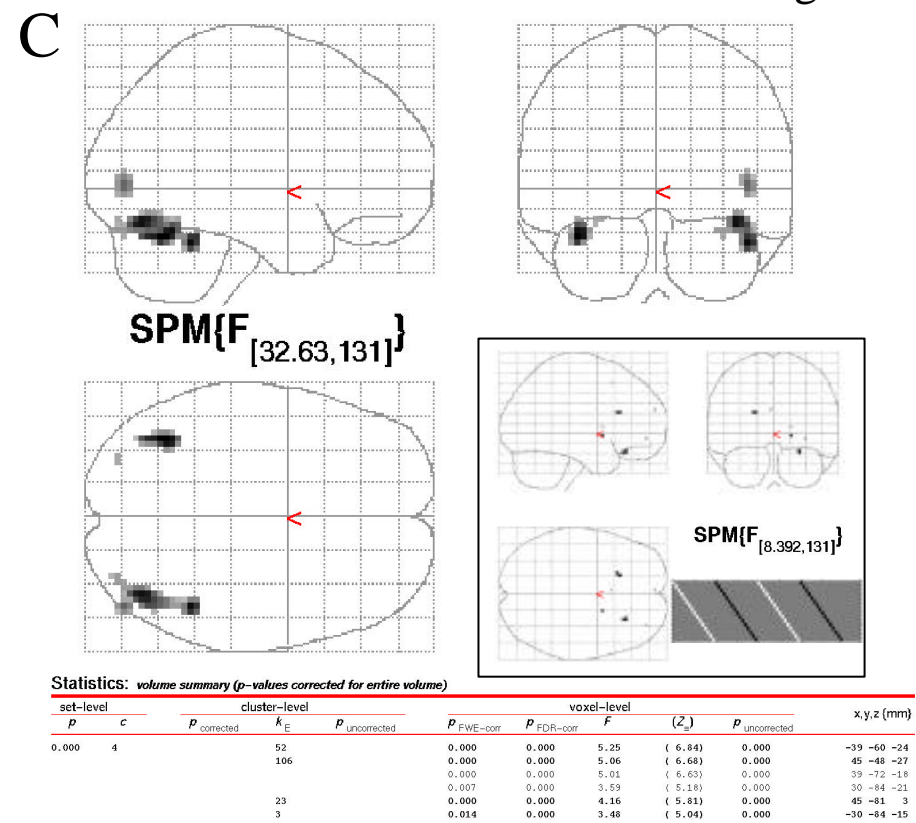 C
SPM{F[32.63,131]}
SPM{F[8.392,131]}
Statistics: volume summary (p-values corrected for entire volume)
set-level cluster-level voxel-level x,y,z {mm}
p c p corrected k E p uncorrected p FWE-corr p FDR-corr F (Z≡) p uncorrected
0.000 4 52 0.000 0.000 5.25 ( 6.84) 0.000 -39 -60 -24
106 0.000 0.000 5.06 ( 6.68) 0.000 45 -48 -27
0.000 0.000 5.01 ( 6.63) 0.000 39 -72 -18
0.007 0.000 3.59 ( 5.18) 0.000 30 -84 -21
23 0.000 0.000 4.16 ( 5.81) 0.000 45 -81 3
3 0.014 0.000 3.48 ( 5.04) 0.000 -30 -84 -15